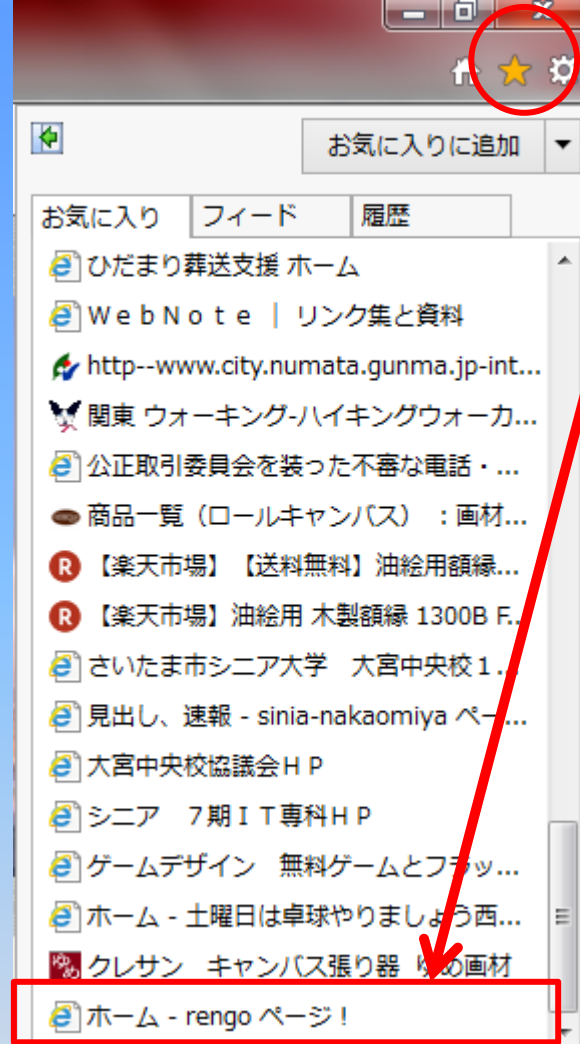 お気に入りに追加
お気に入り フィード 履歴
ひだまり葬送支援 ホーム
ＷｅｂＮｏｔｅ ｜ リンク集と資料
http--www.city.numata.gunma.jp-int...
関東 ウォーキング-ハイキングウォーカ...
公正取引委員会を装った不審な電話・...
商品一覧（ロールキャンバス）：画材...
【楽天市場】【送料無料】油絵用額縁...
【楽天市場】油絵用 木製額縁 1300B F...
さいたま市シニア大学　大宮中央校１...
見出し、速報 - sinia-nakaomiya ペー...
大宮中央校協議会ＨＰ
シニア　７期ＩＴ専科ＨＰ
ゲームデザイン　無料ゲームとフラッ...
ホーム - 土曜日は卓球やりましょう西...
クレサン　キャンバス張り器 ゆめ画材
ホーム - rengo ページ！